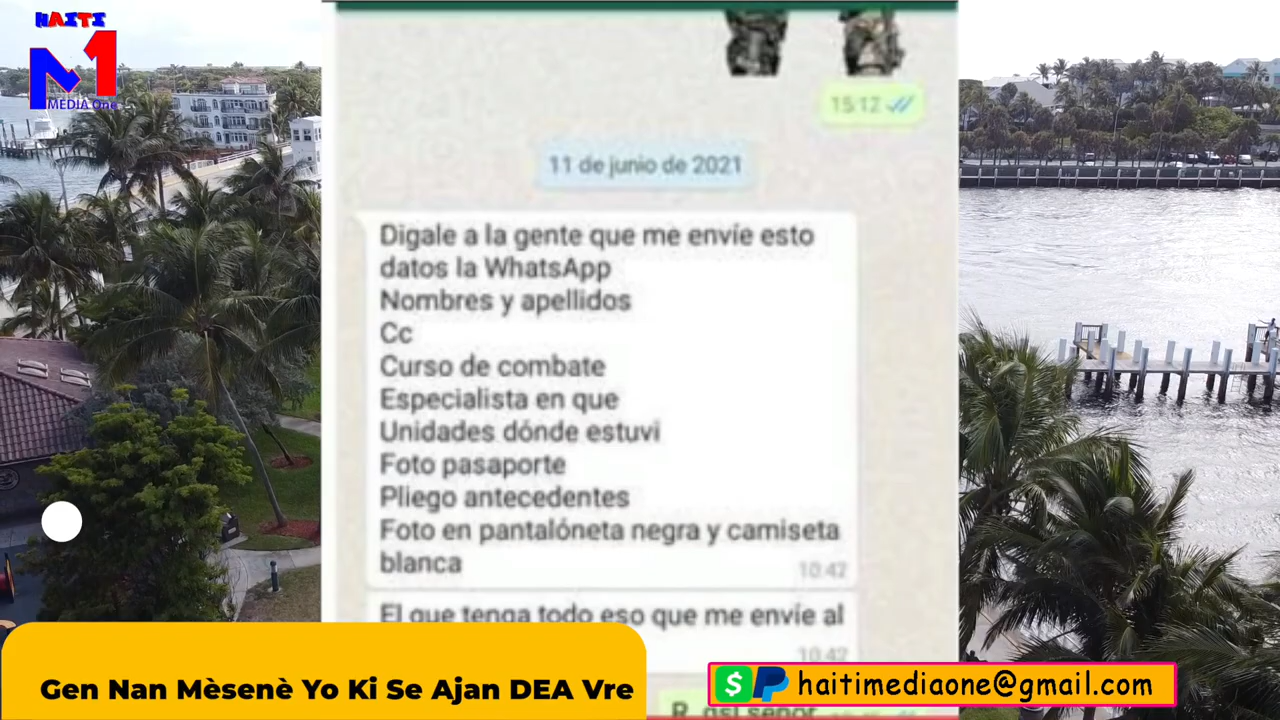 HAITI
M1
MEDIA One
15:12
11 de junio de 2021
Digale a la gente que me envíe esto
datos la WhatsApp
Nombres y apellidos
Cc
Curso de combate
Especialista en que
Unidades dónde estuvi
Foto pasaporte
Pliego antecedentes
Foto en pantalóneta negra y camiseta
blanca
10:42
El que tenga todo eso que me envíe al
10:42
R. así señor
Gen Nan Mèsenè Yo Ki Se Ajan DEA Vre
$ P haitimediaone@gmail.com